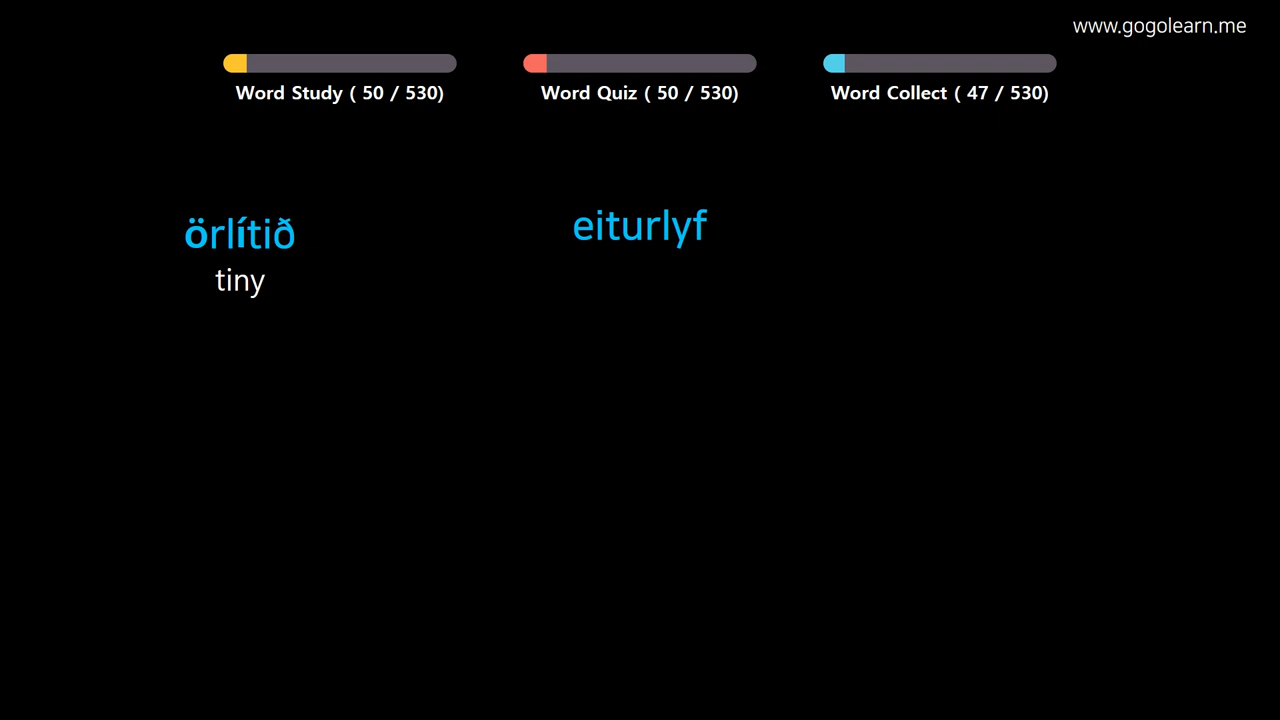 www.gogolearn.me
Word Study ( 50 / 530)
Word Quiz ( 50 / 530)
Word Collect ( 47 / 530)
örlítið
tiny
eiturlyf